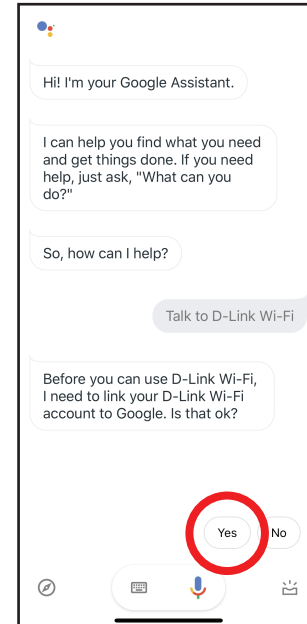 Hi! I'm your Google Assistant.
I can help you find what you need
and get things done. If you need
help, just ask, "What can you
do?"
So, how can I help?
Talk to D-Link Wi-Fi
Before you can use D-Link Wi-Fi,
I need to link your D-Link Wi-Fi
account to Google. Is that ok?
Yes No